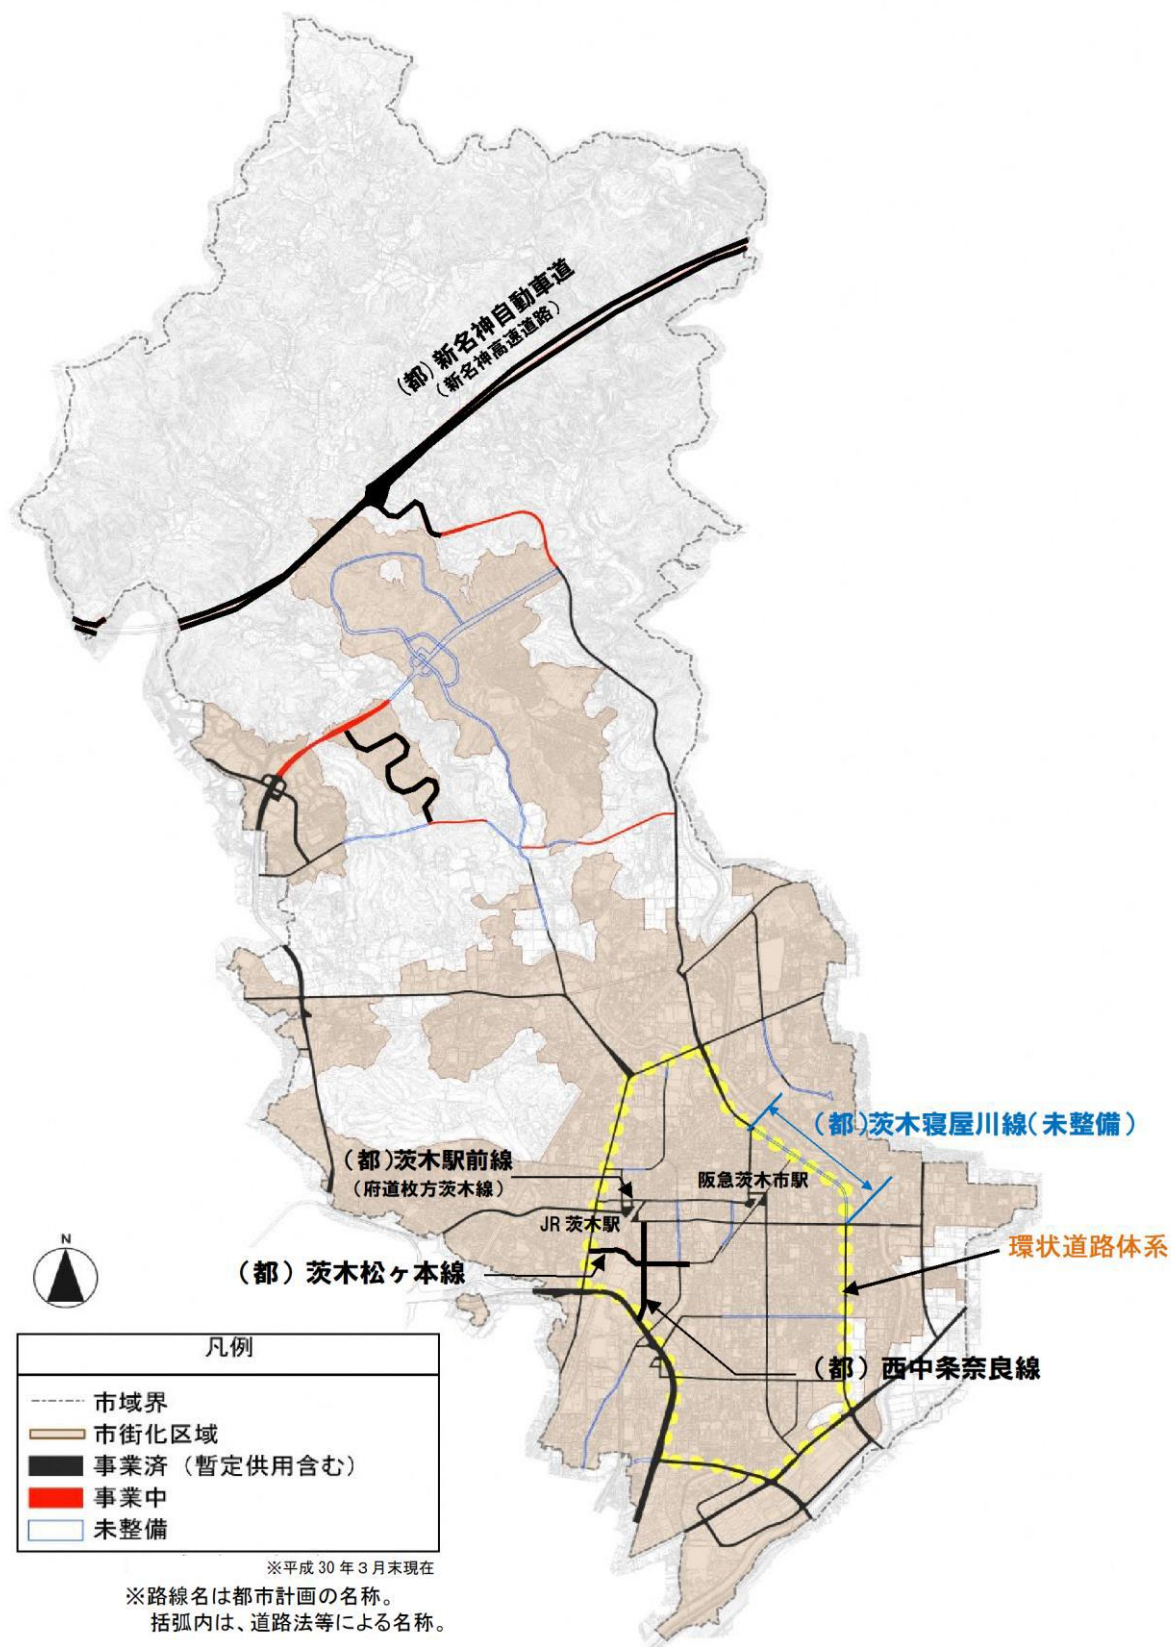 (都)新名神自動車道
(新名神高速道路)
(都)茨木寝屋川線(未整備)
(都)茨木駅前線
(府道枚方茨木線)
阪急茨木市駅
JR 茨木駅
環状道路体系
(都)茨木松ヶ本線
(都)西中条奈良線
N
凡例
市域界
市街化区域
事業済(暫定供用含む)
事業中
未整備
※平成 30 年 3 月末現在
※路線名は都市計画の名称。
括弧内は、道路法等による名称。